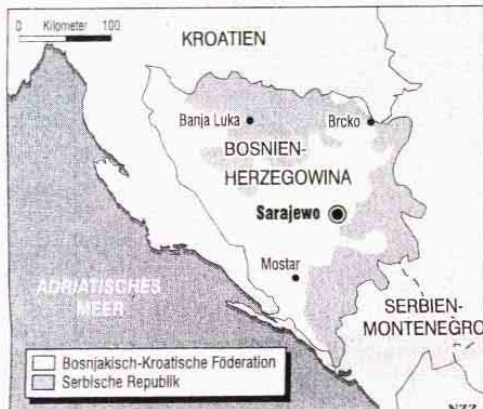 0 Kilometer 100
KROATIEN
Banja Luka
Brcko
BOSNIEN-
HERZEGOWINA
Sarajewo
Mostar
ADRIATISCHES
MEER
SERBIEN-
MONTENEGRO
Bosnjakisch-Kroatische Föderation
Serbische Republik
NZZ